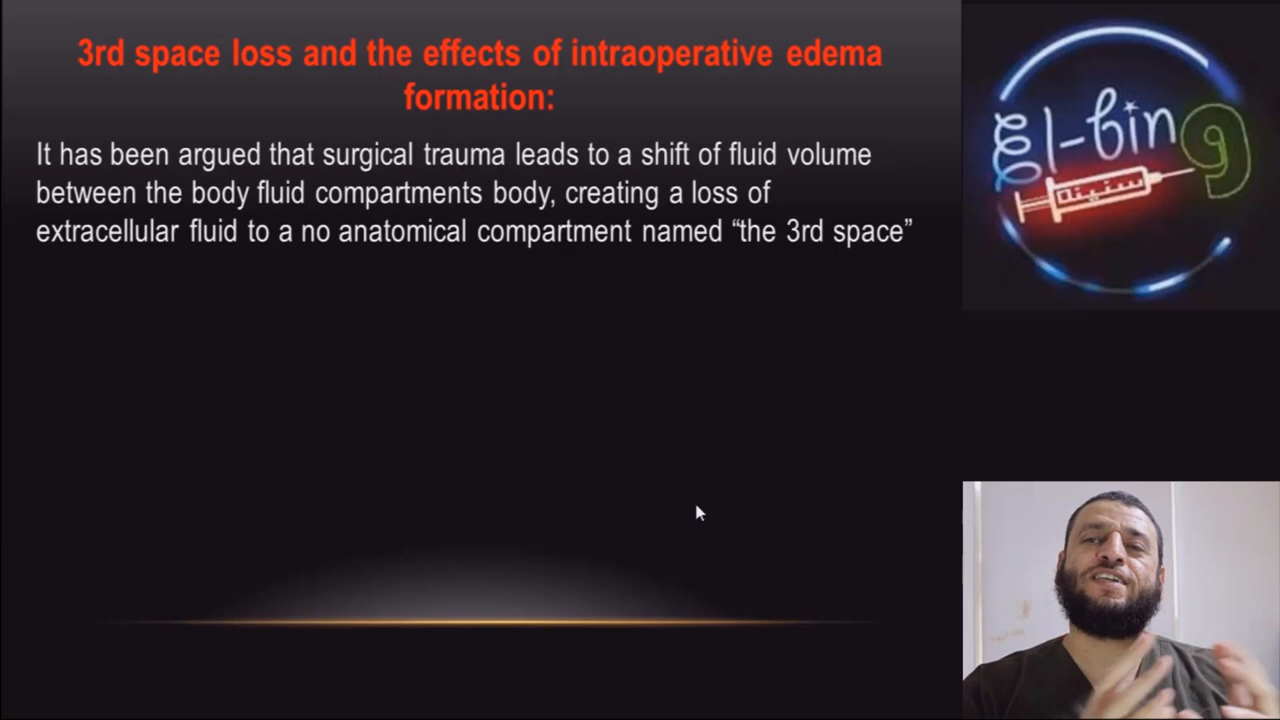 3rd space loss and the effects of intraoperative edema
formation:
It has been argued that surgical trauma leads to a shift of fluid volume
between the body fluid compartments body, creating a loss of
extracellular fluid to a no anatomical compartment named “the 3rd space”
El-bing
ستينيه